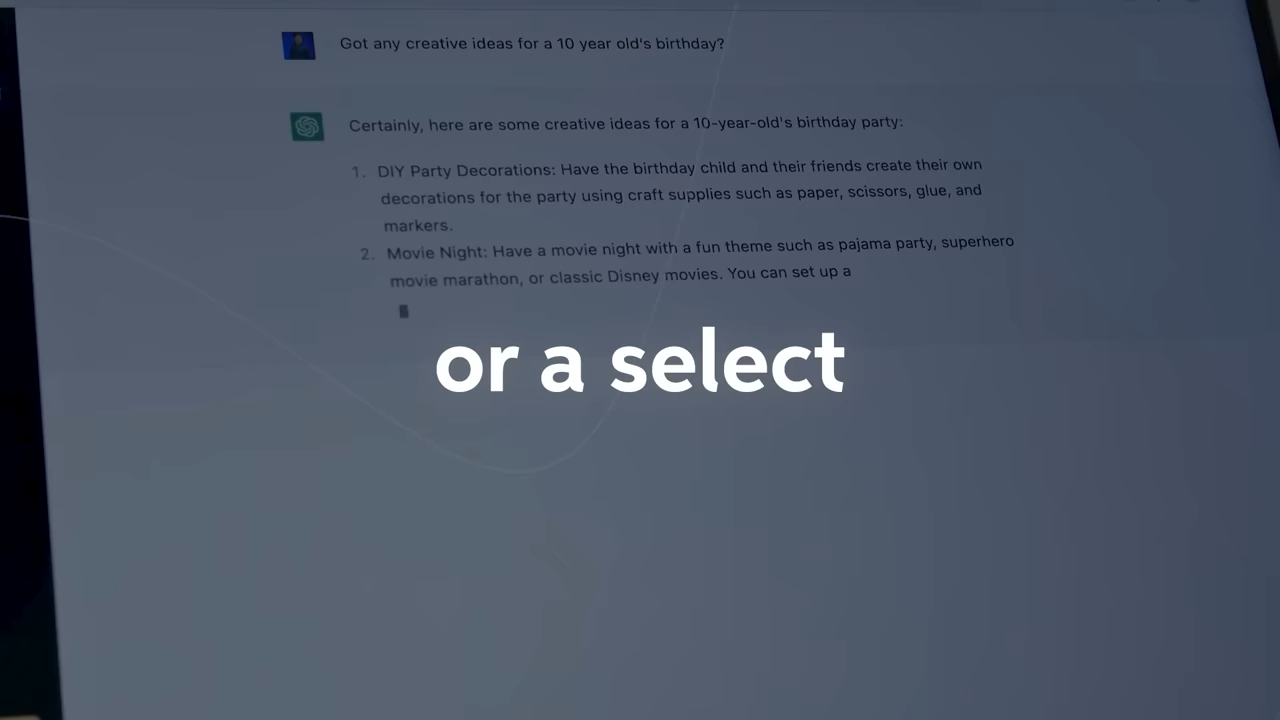 Got any creative ideas for a 10 year old's birthday?
Certainly, here are some creative ideas for a 10-year-old's birthday party:
1. DIY Party Decorations: Have the birthday child and their friends create their own
decorations for the party using craft supplies such as paper, scissors, glue, and
markers.
2. Movie Night: Have a movie night with a fun theme such as pajama party, superhero
movie marathon, or classic Disney movies. You can set up a
or a select